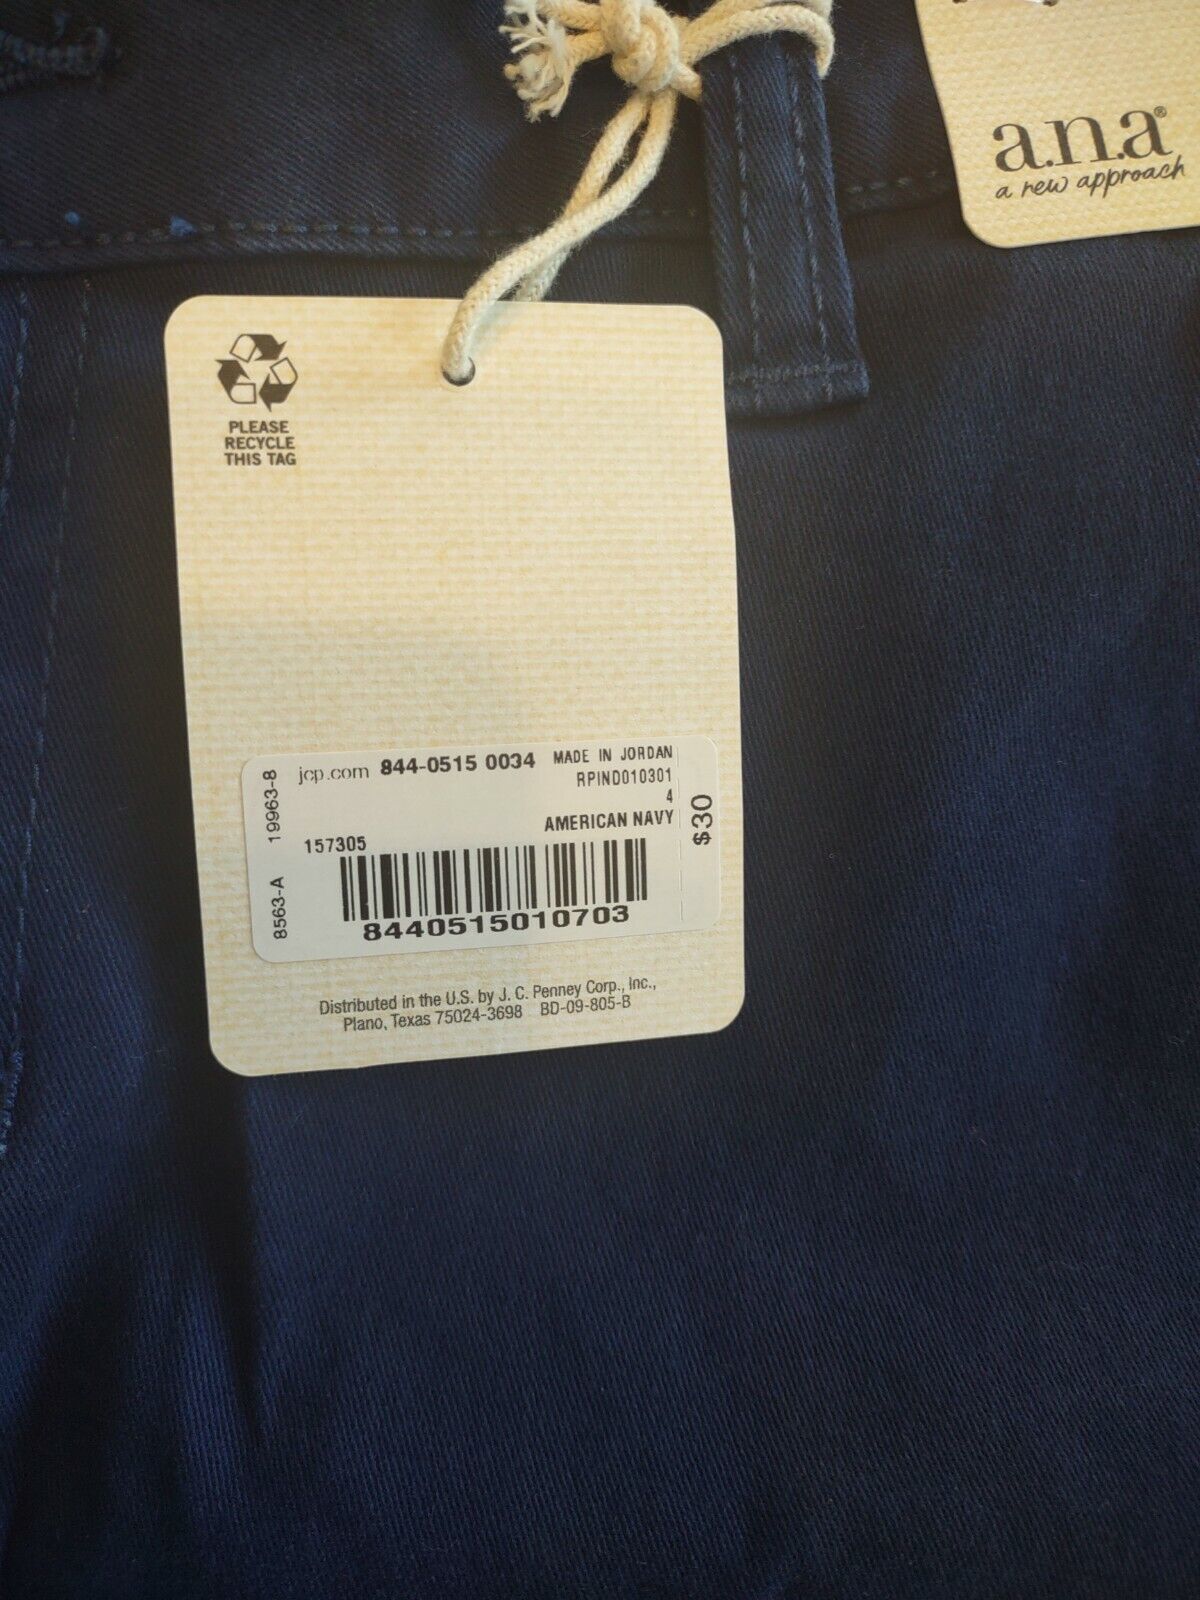 a.n.a®
a new approach
PLEASE
RECYCLE
THIS TAG
19963-8
8563-A
jcp.com 844-0515 0034 MADE IN JORDAN
RPIND010301
4
AMERICAN NAVY
157305
$30
8440515010703
Distributed in the U.S. by J. C. Penney Corp., Inc.,
Plano, Texas 75024-3698 BD-09-805-B